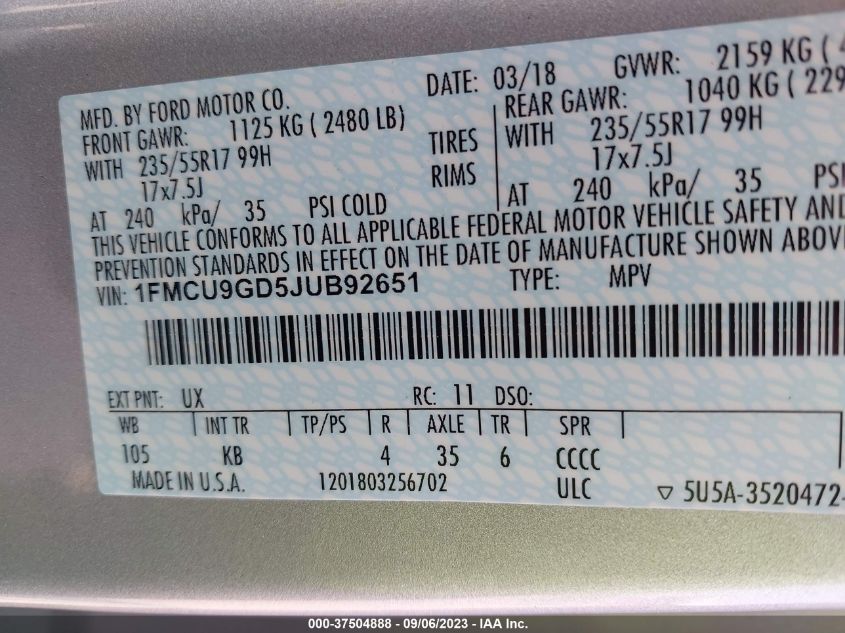 MFD. BY FORD MOTOR CO. DATE: 03/18 GVWR: 2159 KG (
FRONT GAWR: 1125 KG ( 2480 LB) REAR GAWR: 1040 KG ( 229
WITH 235/55R17 99H TIRES WITH 235/55R17 99H
17x7.5J RIMS 17x7.5J
AT 240 kPa/ 35 PSI COLD AT 240 kPa/ 35 PSI
THIS VEHICLE CONFORMS TO ALL APPLICABLE FEDERAL MOTOR VEHICLE SAFETY AND
PREVENTION STANDARDS IN EFFECT ON THE DATE OF MANUFACTURE SHOWN ABOV
VIN: 1FMCU9GD5JUB92651 TYPE: MPV
EXT PNT: UX RC: 11 DSO:
WB INT TR TP/PS R AXLE TR SPR
105 KB 4 35 6 CCCC
MADE IN U.S.A. 1201803256702 ULC ▽ 5U5A-3520472-
000-37504888 - 09/06/2023 - IAA Inc.